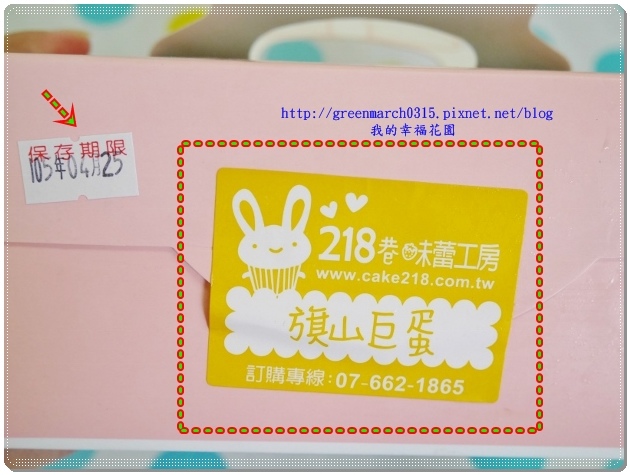 http://greenmarch0315.pixnet.net/blog
我的幸福花園
保存期限
105年04月25
218巷 味蕾工房
www.cake218.com.tw
旗山巨蛋
訂購專線:07-662-1865